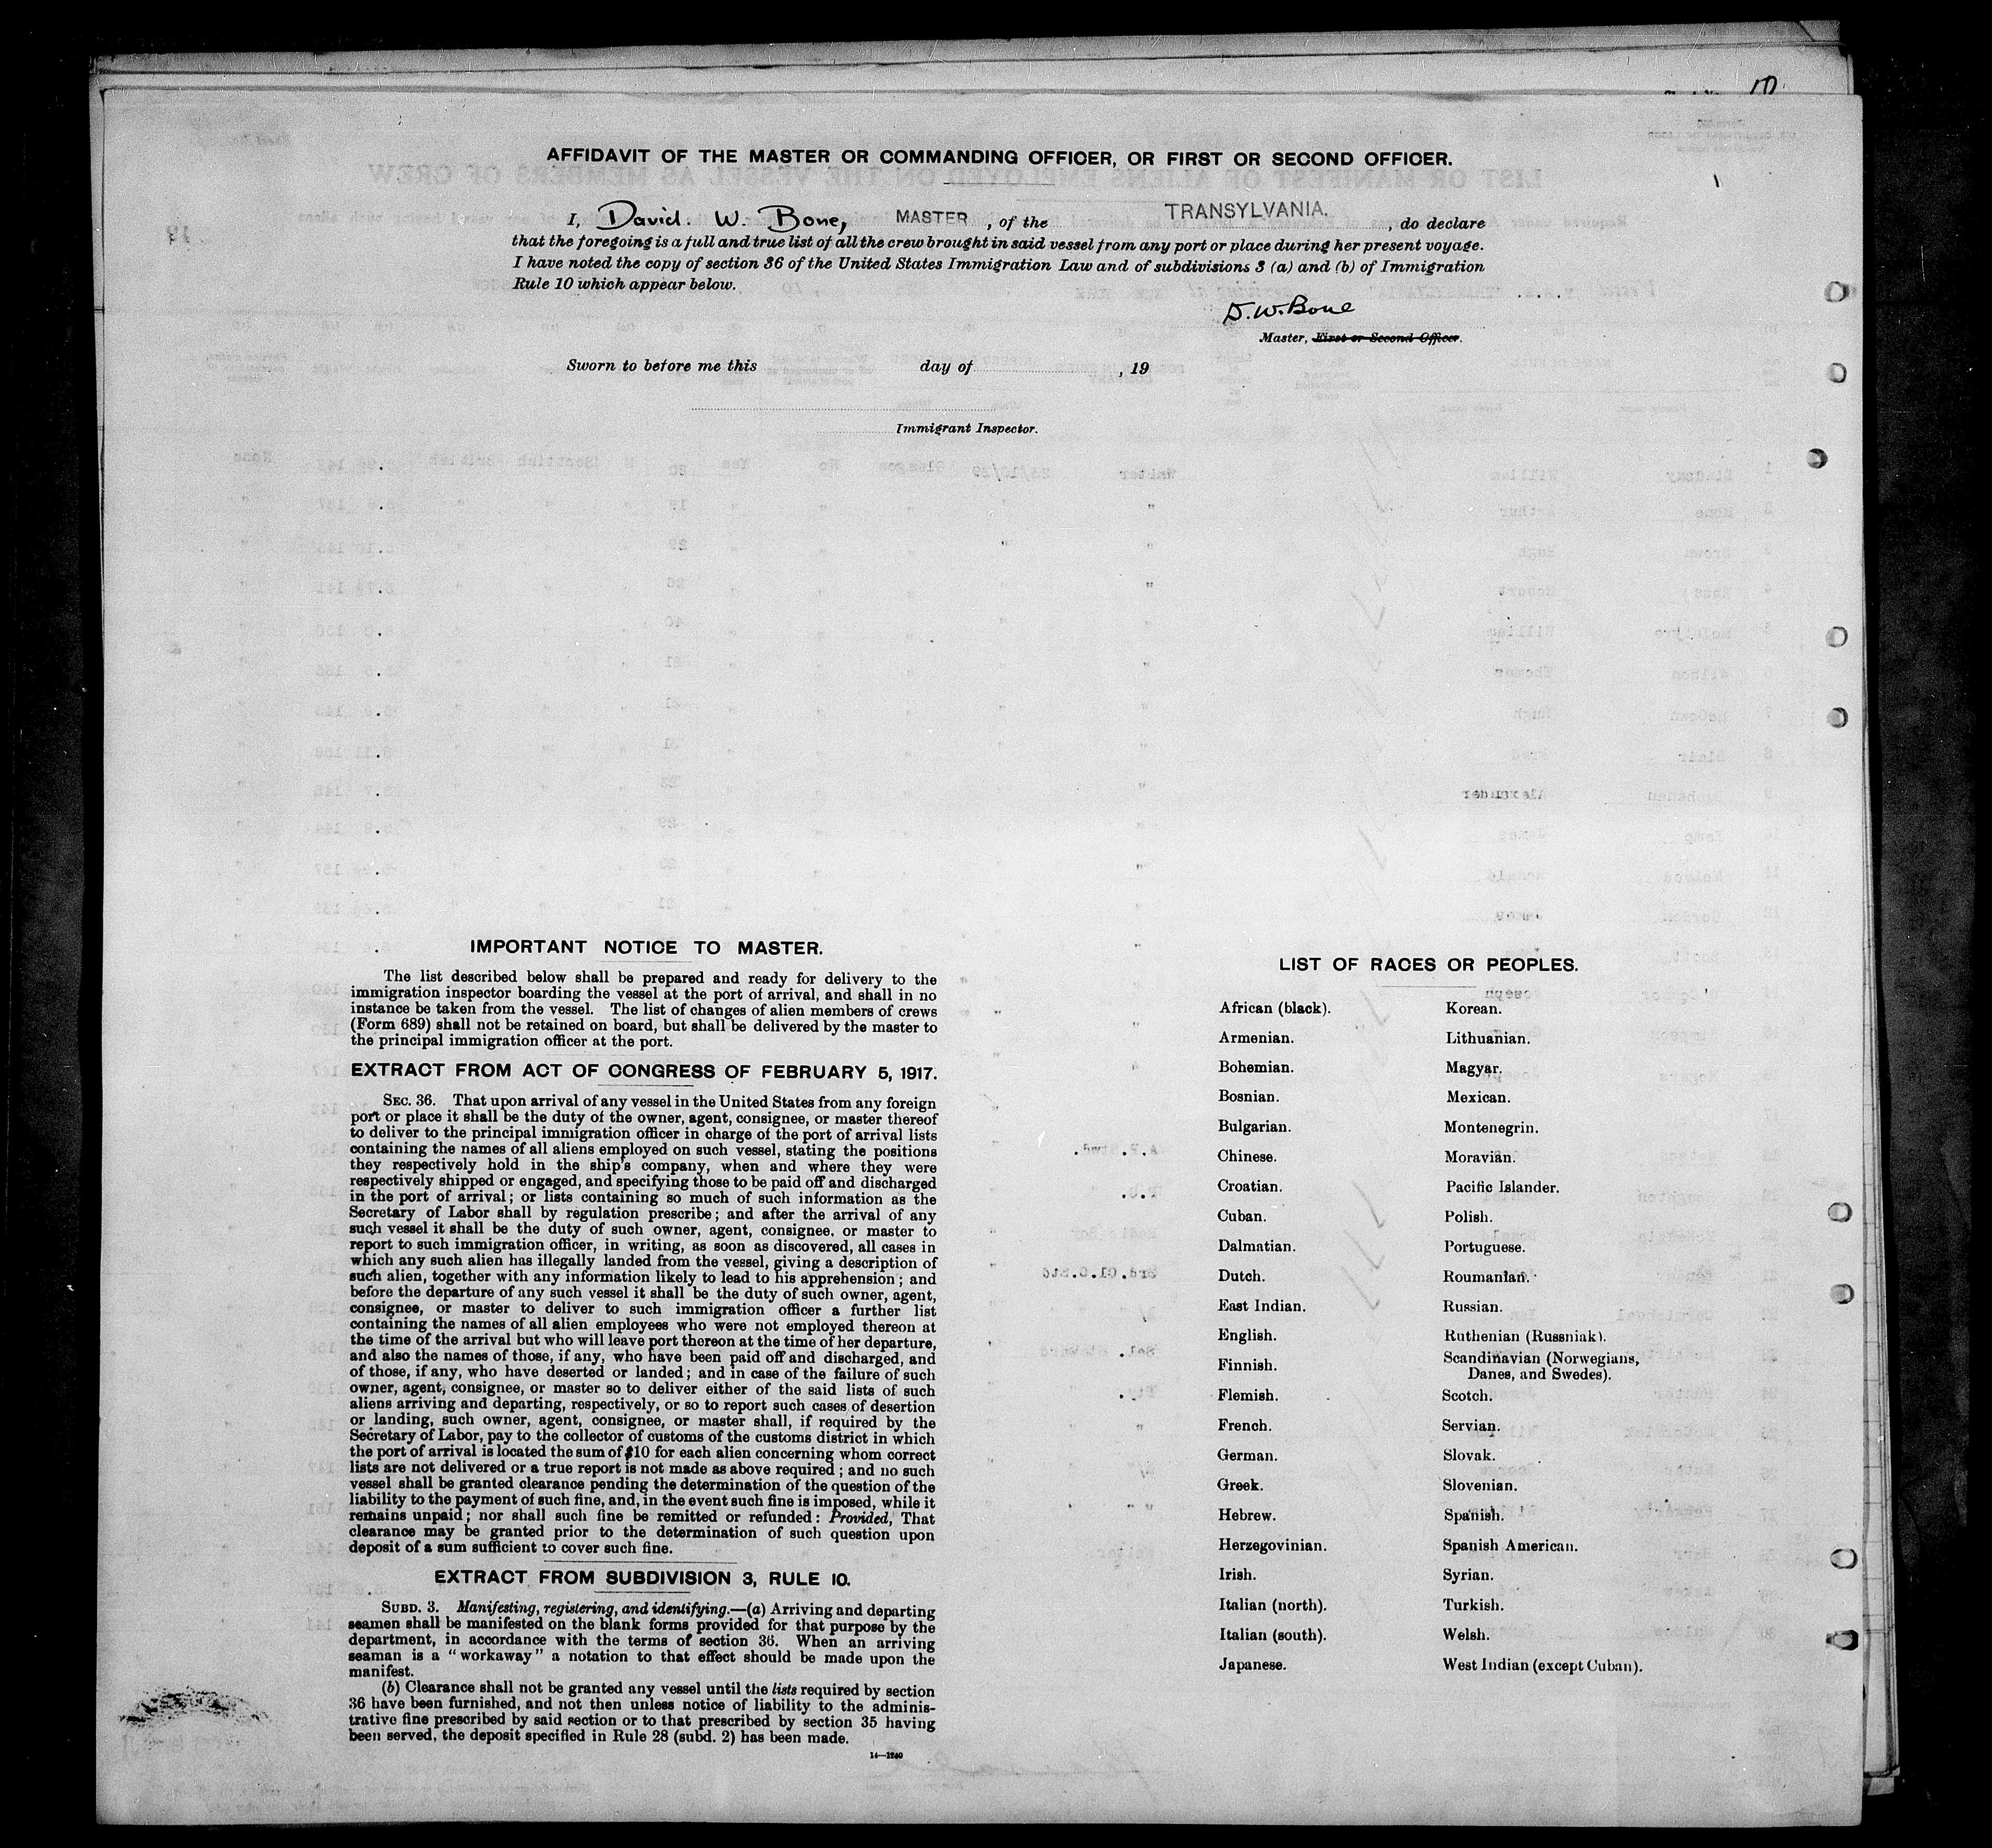 10
AFFIDAVIT OF THE MASTER OR COMMANDING OFFICER, OR FIRST OR SECOND OFFICER.
I, David. W. Bone, MASTER, of the TRANSYLVANIA., do declare
that the foregoing is a full and true list of all the crew brought in said vessel from any port or place during her present voyage.
I have noted the copy of section 36 of the United States Immigration Law and of subdivisions 3 (a) and (b) of Immigration
Rule 10 which appear below.
D. W. Bone
Master, First or Second Officer.
Sworn to before me this day of , 19
Immigrant Inspector.
IMPORTANT NOTICE TO MASTER.
The list described below shall be prepared and ready for delivery to the
immigration inspector boarding the vessel at the port of arrival, and shall in no
instance be taken from the vessel. The list of changes of alien members of crews
(Form 689) shall not be retained on board, but shall be delivered by the master to
the principal immigration officer at the port.
EXTRACT FROM ACT OF CONGRESS OF FEBRUARY 5, 1917.
SEC. 36. That upon arrival of any vessel in the United States from any foreign
port or place it shall be the duty of the owner, agent, consignee, or master thereof
to deliver to the principal immigration officer in charge of the port of arrival lists
containing the names of all aliens employed on such vessel, stating the positions
they respectively hold in the ship's company, when and where they were
respectively shipped or engaged, and specifying those to be paid off and discharged
in the port of arrival; or lists containing so much of such information as the
Secretary of Labor shall by regulation prescribe; and after the arrival of any
such vessel it shall be the duty of such owner, agent, consignee, or master to
report to such immigration officer, in writing, as soon as discovered, all cases in
which any such alien has illegally landed from the vessel, giving a description of
such alien, together with any information likely to lead to his apprehension; and
before the departure of any such vessel it shall be the duty of such owner, agent,
consignee, or master to deliver to such immigration officer a further list
containing the names of all alien employees who were not employed thereon at
the time of the arrival but who will leave port thereon at the time of her departure,
and also the names of those, if any, who have been paid off and discharged, and
of those, if any, who have deserted or landed; and in case of the failure of such
owner, agent, consignee, or master so to deliver either of the said lists of such
aliens arriving and departing, respectively, or so to report such cases of desertion
or landing, such owner, agent, consignee, or master shall, if required by the
Secretary of Labor, pay to the collector of customs of the customs district in which
the port of arrival is located the sum of $10 for each alien concerning whom correct
lists are not delivered or a true report is not made as above required; and no such
vessel shall be granted clearance pending the determination of the question of the
liability to the payment of such fine, and, in the event such fine is imposed, while it
remains unpaid; nor shall such fine be remitted or refunded: Provided, That
clearance may be granted prior to the determination of such question upon
deposit of a sum sufficient to cover such fine.
EXTRACT FROM SUBDIVISION 3, RULE 10.
SUBD. 3. Manifesting, registering, and identifying.—(a) Arriving and departing
seamen shall be manifested on the blank forms provided for that purpose by the
department, in accordance with the terms of section 36. When an arriving
seaman is a "workaway" a notation to that effect should be made upon the
manifest.
(b) Clearance shall not be granted any vessel until the lists required by section
36 have been furnished, and not then unless notice of liability to the adminis-
trative fine prescribed by said section or to that prescribed by section 35 having
been served, the deposit specified in Rule 28 (subd. 2) has been made.
14—1240
LIST OF RACES OR PEOPLES.
African (black).
Armenian.
Bohemian.
Bosnian.
Bulgarian.
Chinese.
Croatian.
Cuban.
Dalmatian.
Dutch.
East Indian.
English.
Finnish.
Flemish.
French.
German.
Greek.
Hebrew.
Herzegovinian.
Irish.
Italian (north).
Italian (south).
Japanese.
Korean.
Lithuanian.
Magyar.
Mexican.
Montenegrin.
Moravian.
Pacific Islander.
Polish.
Portuguese.
Roumanian.
Russian.
Ruthenian (Russniak).
Scandinavian (Norwegians,
Danes, and Swedes).
Scotch.
Servian.
Slovak.
Slovenian.
Spanish.
Spanish American.
Syrian.
Turkish.
Welsh.
West Indian (except Cuban).